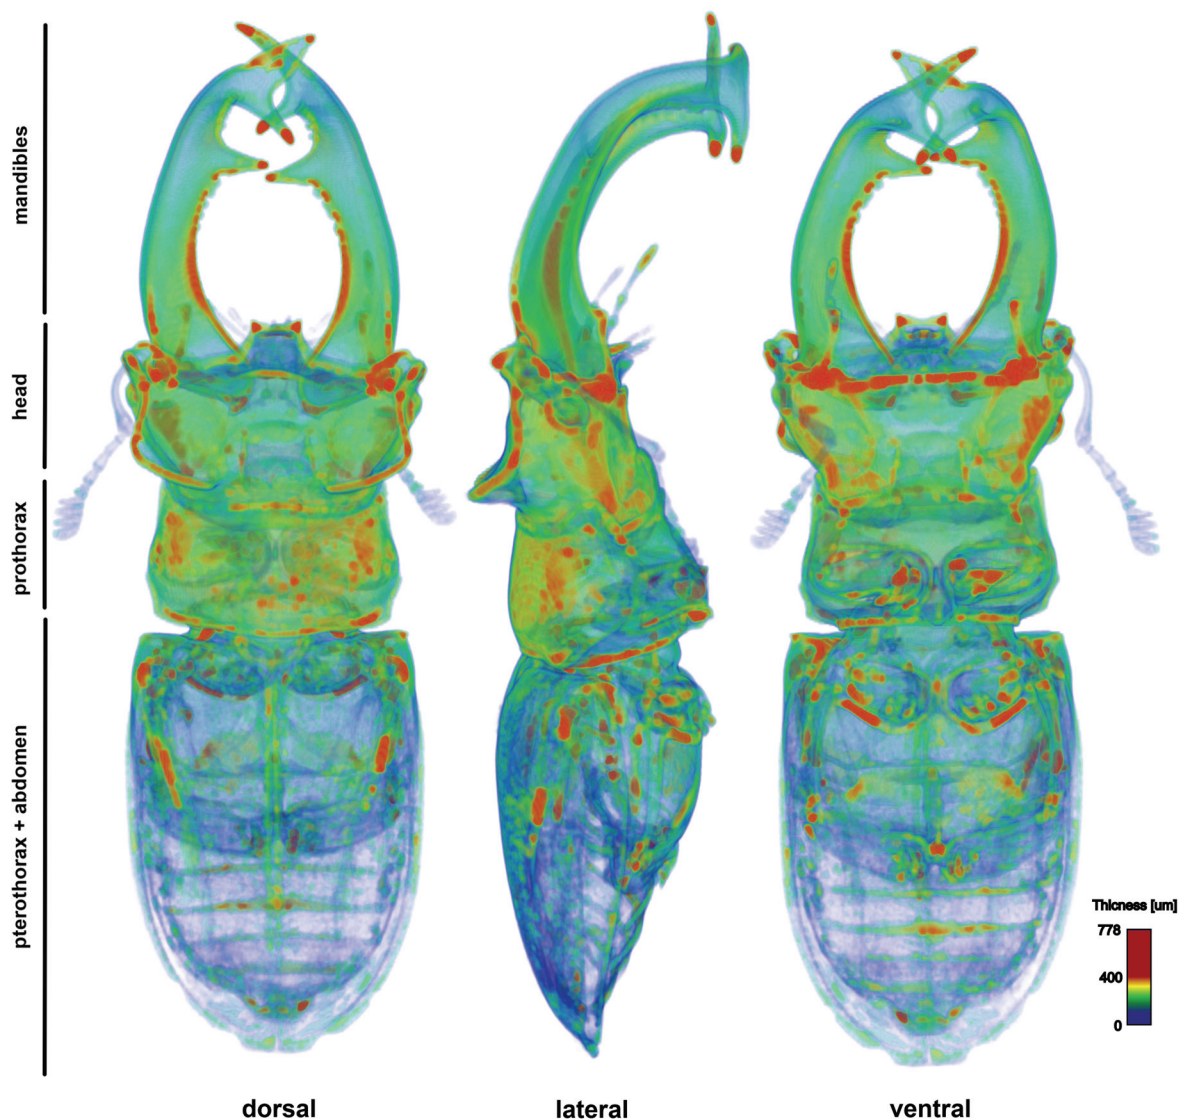 mandibles
head
prothorax
pterothorax + abdomen
Thicness [um]
778
400
0
dorsal
lateral
ventral